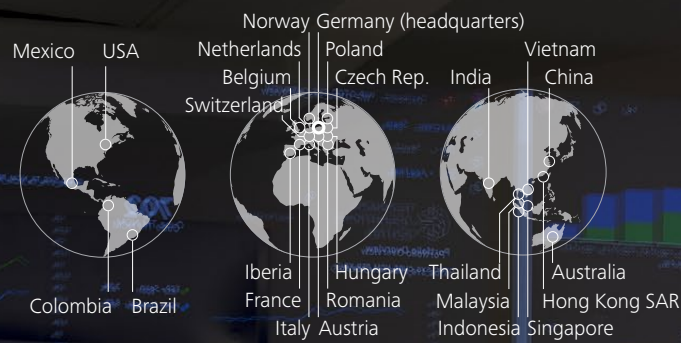 Norway Germany (headquarters)
Mexico USA
Netherlands Poland
Vietnam
Belgium Czech Rep.
India China
Switzerland
Iberia Hungary
Thailand Australia
France Romania
Malaysia Hong Kong SAR
Colombia Brazil
Italy Austria
Indonesia Singapore